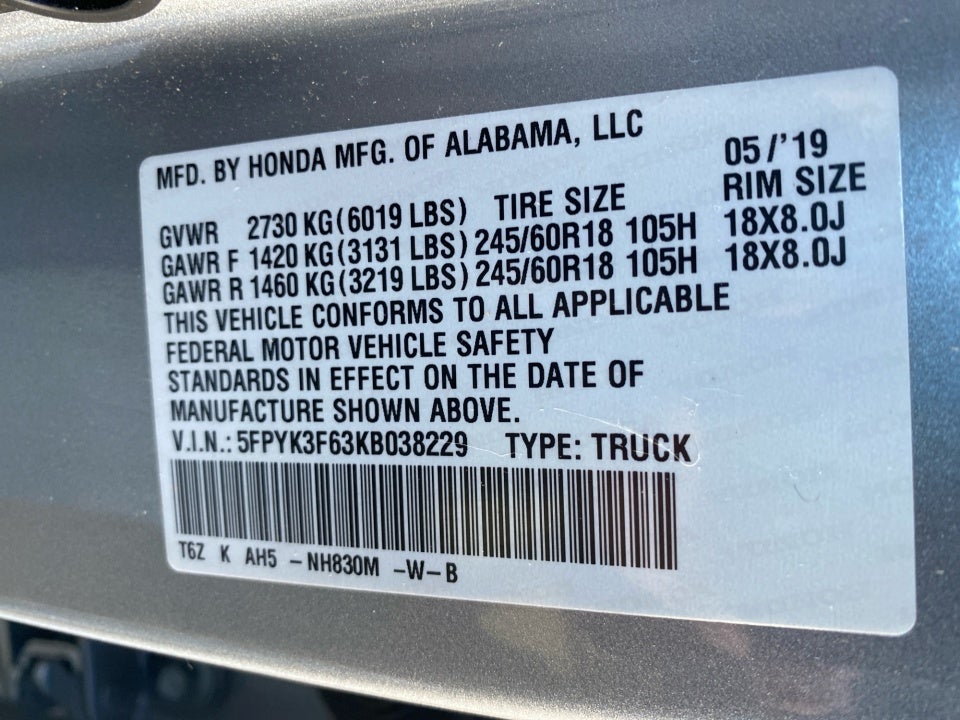 MFD. BY HONDA MFG. OF ALABAMA, LLC 05/'19
GVWR 2730 KG(6019 LBS) TIRE SIZE RIM SIZE
GAWR F 1420 KG(3131 LBS) 245/60R18 105H 18X8.0J
GAWR R 1460 KG(3219 LBS) 245/60R18 105H 18X8.0J
THIS VEHICLE CONFORMS TO ALL APPLICABLE
FEDERAL MOTOR VEHICLE SAFETY
STANDARDS IN EFFECT ON THE DATE OF
MANUFACTURE SHOWN ABOVE.
V.I.N.: 5FPYK3F63KB038229 TYPE: TRUCK
T6Z K AH5 -NH830M -W-B